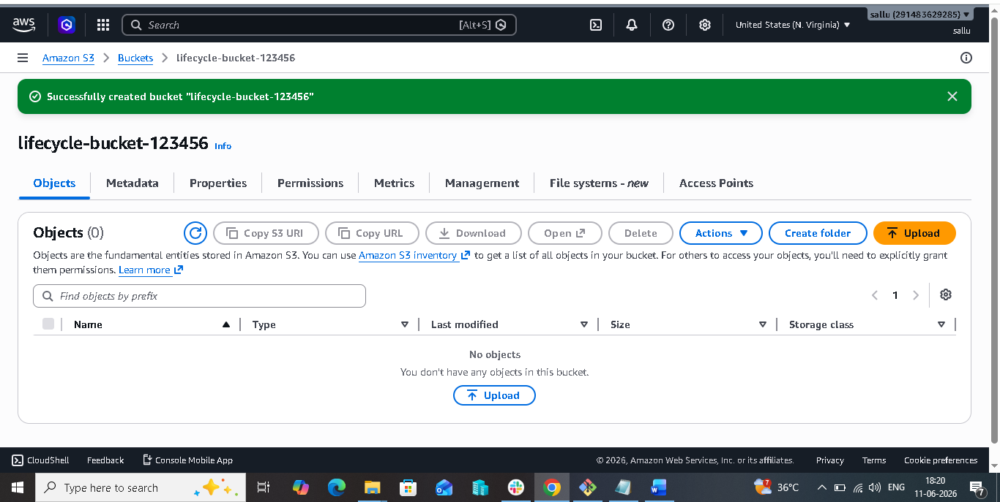 aws
Search [Alt+S]
United States (N. Virginia)
sallu (291483629285)
sallu
Amazon S3 > Buckets > lifecycle-bucket-123456
Successfully created bucket "lifecycle-bucket-123456"
lifecycle-bucket-123456 Info
Objects Metadata Properties Permissions Metrics Management File systems - new Access Points
Objects (0) Copy S3 URI Copy URL Download Open Delete Actions Create folder Upload
Objects are the fundamental entities stored in Amazon S3. You can use Amazon S3 inventory to get a list of all objects in your bucket. For others to access your objects, you'll need to explicitly grant
them permissions. Learn more
Find objects by prefix
1
Name Type Last modified Size Storage class
No objects
You don't have any objects in this bucket.
Upload
CloudShell Feedback Console Mobile App © 2026, Amazon Web Services, Inc. or its affiliates. Privacy Terms Cookie preferences
Type here to search
7
36°C ENG
18:20
11-06-2026
7